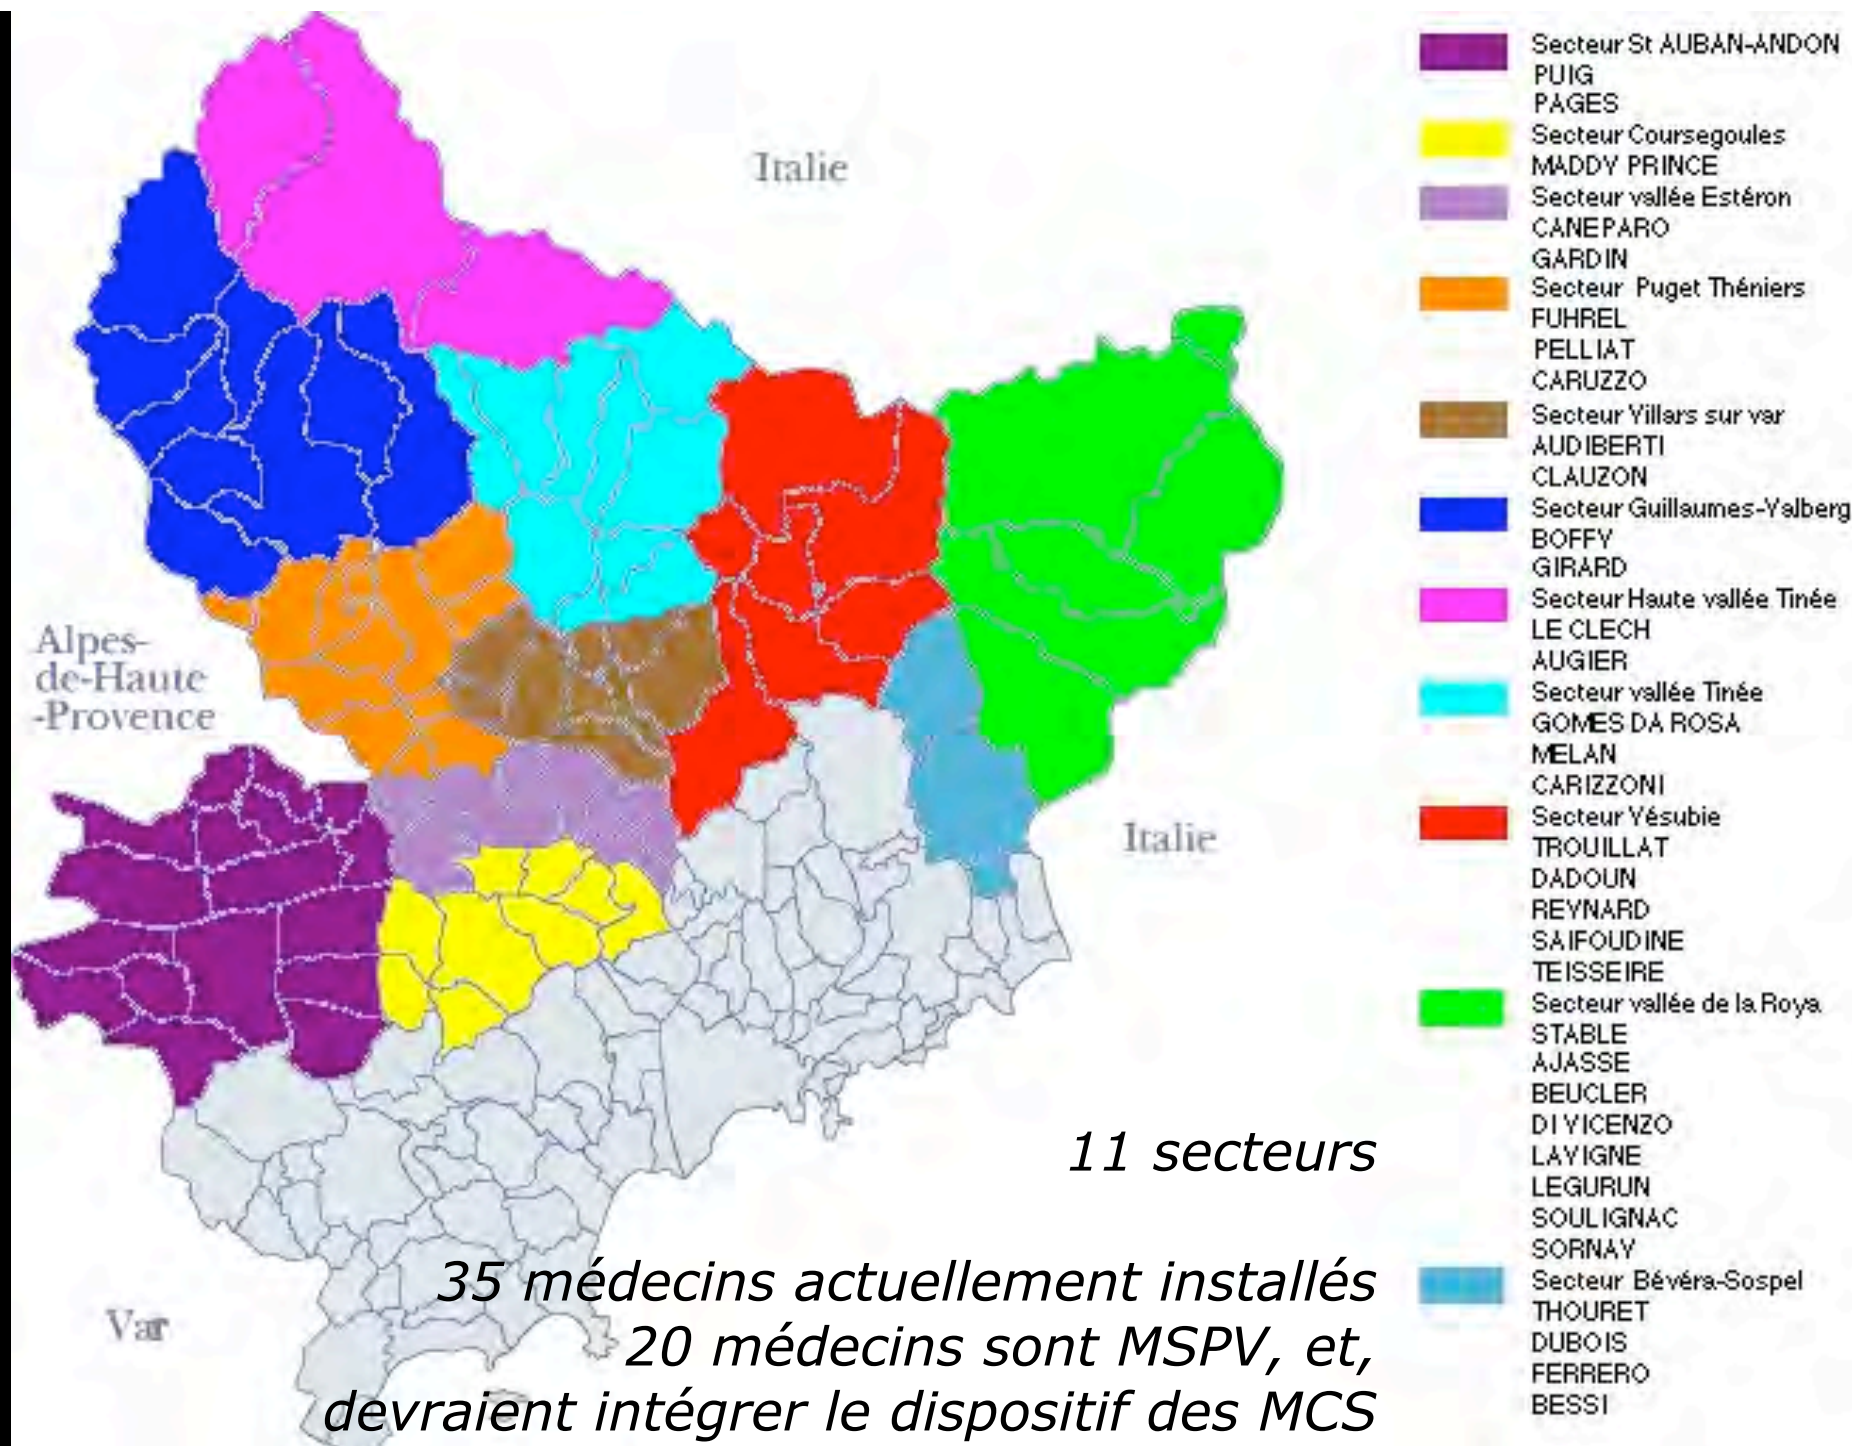 Italie
Alpes-
de-Haute
-Provence
Italie
Var
11 secteurs
35 médecins actuellement installés
20 médecins sont MSPV, et,
devraient intégrer le dispositif des MCS
Secteur St AUBAN-ANDON
PUIG
PAGES
Secteur Coursegoules
MADDY PRINCE
Secteur vallée Estéron
CANEPARO
GARDIN
Secteur Puget Théniers
FUHREL
PELLIAT
CARUZZO
Secteur Villars sur var
AUDIBERTI
CLAUZON
Secteur Guillaumes-Valberg
BOFFY
GIRARD
Secteur Haute vallée Tinée
LE CLECH
AUGIER
Secteur vallée Tinée
GOMES DA ROSA
MELAN
CARIZZONI
Secteur Vésubie
TROUILLAT
DADOUN
REYNARD
SAIFOUDINE
TEISSEIRE
Secteur vallée de la Roya
STABLE
AJASSE
BEUCLER
DI VICENZO
LAVIGNE
LEGURUN
SOULIGNAC
SORNAY
Secteur Bévéra-Sospel
THOURET
DUBOIS
FERRERO
BESSI